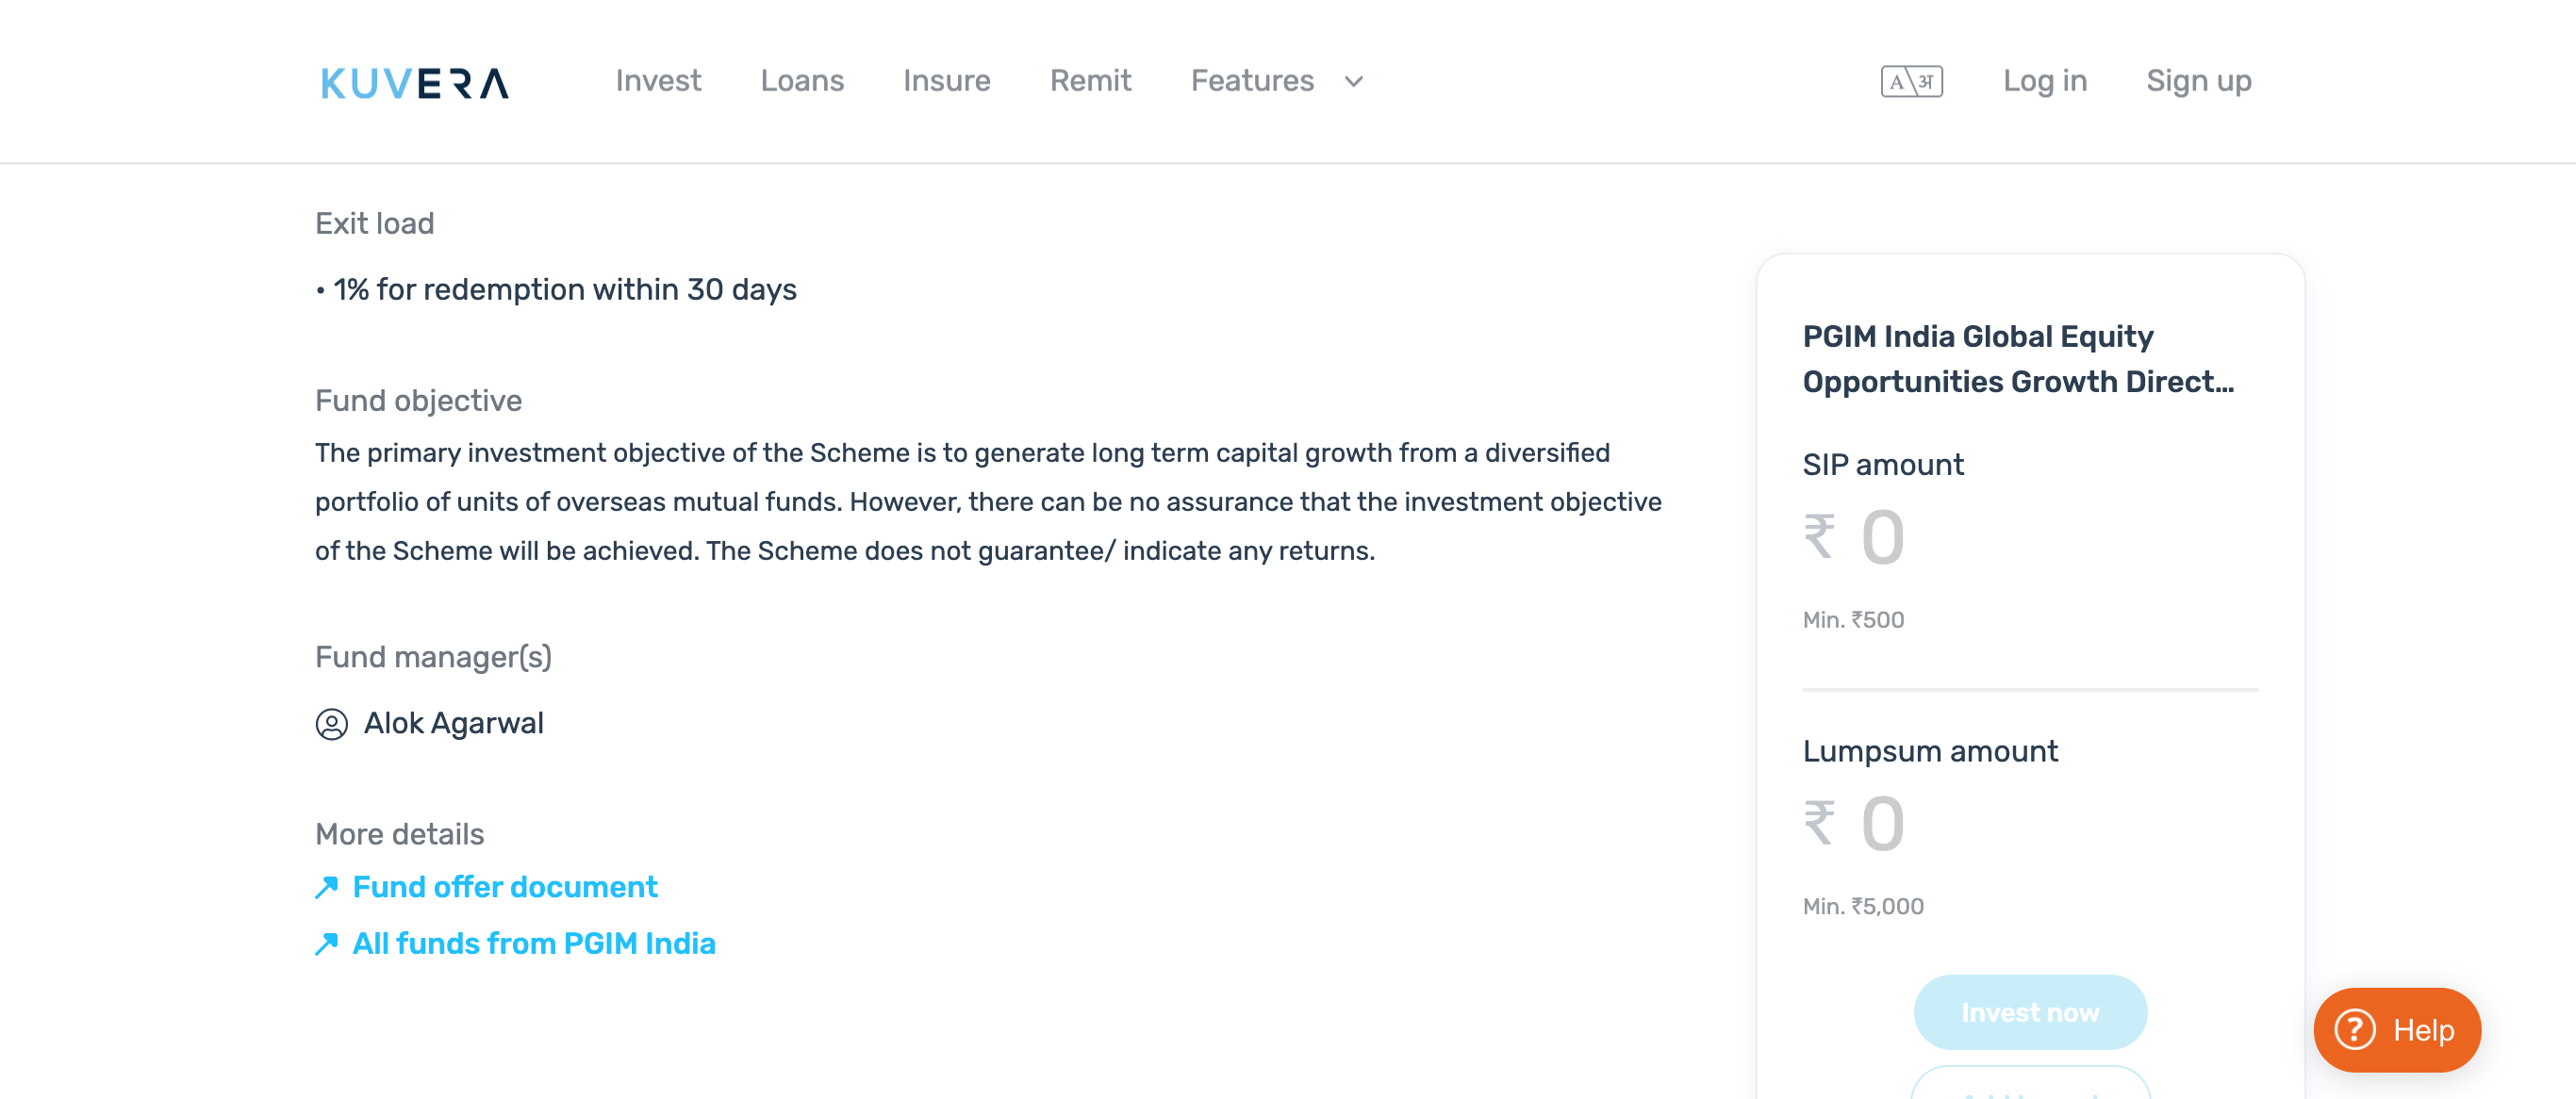 KUVERA
Invest
Loans
Insure
Remit
Features
A\अ
Log in
Sign up
Exit load
• 1% for redemption within 30 days
Fund objective
The primary investment objective of the Scheme is to generate long term capital growth from a diversified
portfolio of units of overseas mutual funds. However, there can be no assurance that the investment objective
of the Scheme will be achieved. The Scheme does not guarantee/ indicate any returns.
Fund manager(s)
Alok Agarwal
More details
Fund offer document
All funds from PGIM India
PGIM India Global Equity
Opportunities Growth Direct...
SIP amount
₹ 0
Min. ₹500
Lumpsum amount
₹ 0
Min. ₹5,000
Invest now
? Help